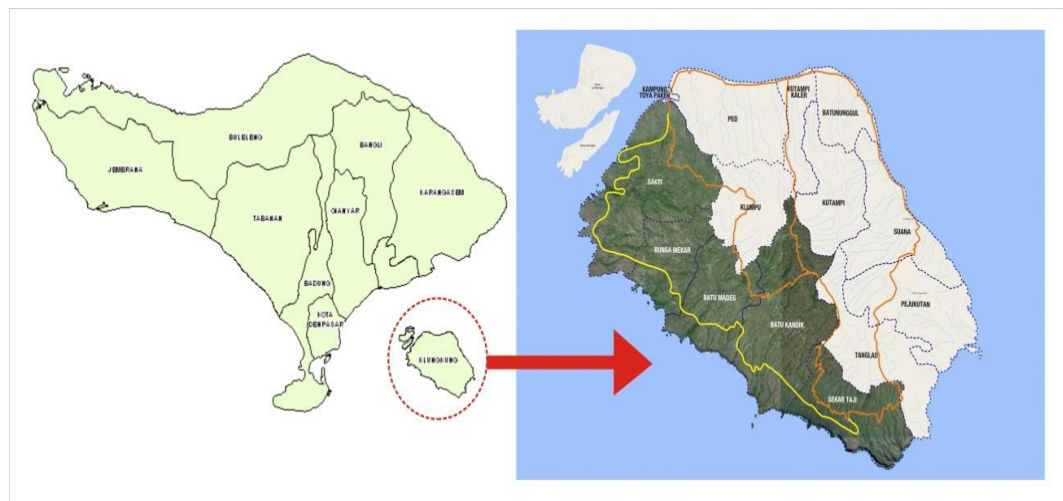 BULELENG
JEMBRANA
TABANAN
BANGLI
KARANGASEM
GIANYAR
BADUNG
KOTA
DENPASAR
KLUNGKUNG
KAMPUNG
TOYA PAKEH
PED
KUTAMPI
KALER
BATUNUNGGUL
SAKTI
KLUMPU
KUTAMPI
SUANA
BUNGA MEKAR
BATU MADEG
BATU KANDIK
PEJUKUTAN
TANGLAD
SEKAR TAJI